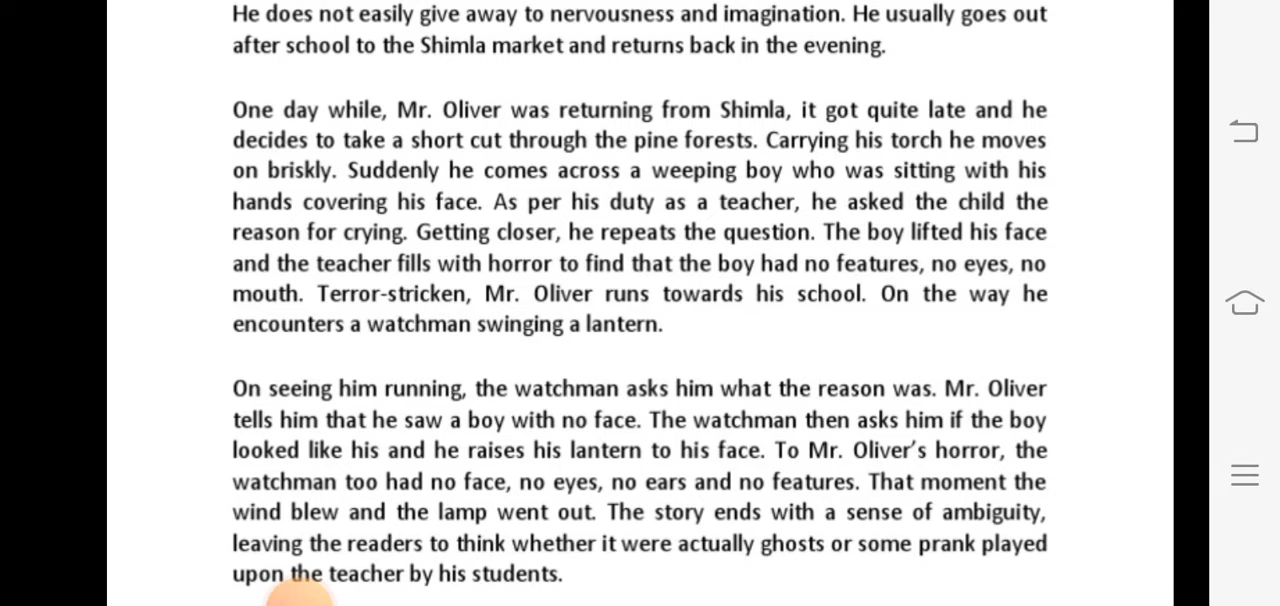 He does not easily give away to nervousness and imagination. He usually goes out
after school to the Shimla market and returns back in the evening.
One day while, Mr. Oliver was returning from Shimla, it got quite late and he
decides to take a short cut through the pine forests. Carrying his torch he moves
on briskly. Suddenly he comes across a weeping boy who was sitting with his
hands covering his face. As per his duty as a teacher, he asked the child the
reason for crying. Getting closer, he repeats the question. The boy lifted his face
and the teacher fills with horror to find that the boy had no features, no eyes, no
mouth. Terror-stricken, Mr. Oliver runs towards his school. On the way he
encounters a watchman swinging a lantern.
On seeing him running, the watchman asks him what the reason was. Mr. Oliver
tells him that he saw a boy with no face. The watchman then asks him if the boy
looked like his and he raises his lantern to his face. To Mr. Oliver’s horror, the
watchman too had no face, no eyes, no ears and no features. That moment the
wind blew and the lamp went out. The story ends with a sense of ambiguity,
leaving the readers to think whether it were actually ghosts or some prank played
upon the teacher by his students.